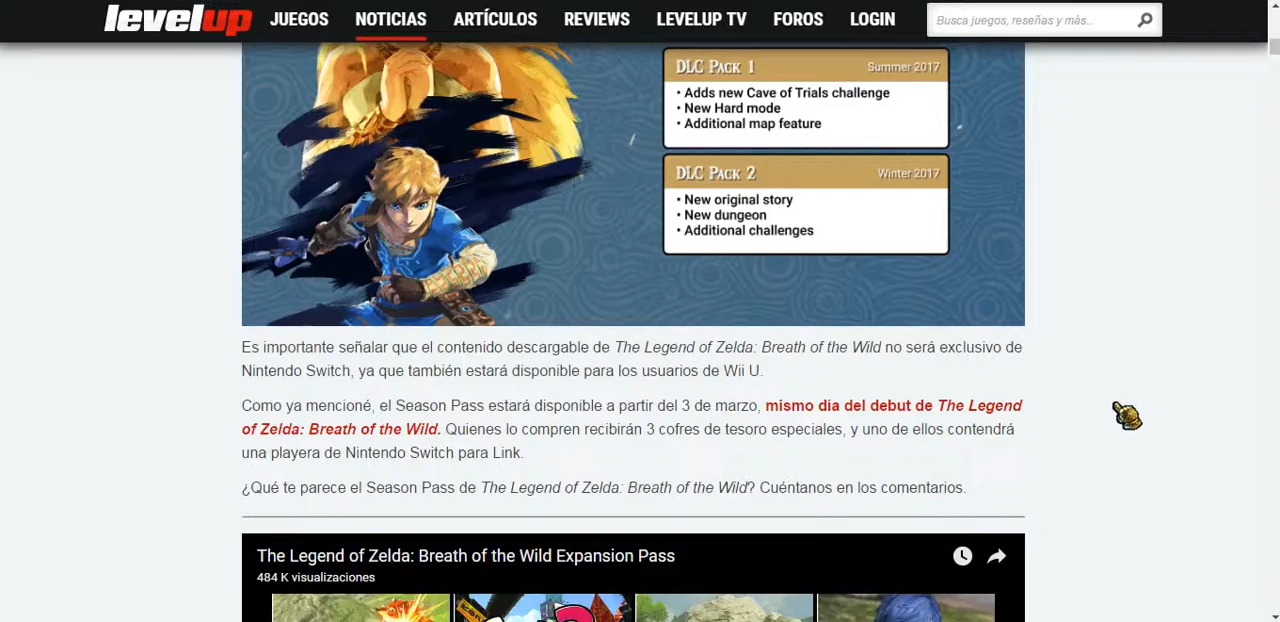 levelup JUEGOS NOTICIAS ARTÍCULOS REVIEWS LEVELUP TV FOROS LOGIN Busca juegos, reseñas y más...
DLC Pack 1 Summer 2017
• Adds new Cave of Trials challenge
• New Hard mode
• Additional map feature
DLC Pack 2 Winter 2017
• New original story
• New dungeon
• Additional challenges
Es importante señalar que el contenido descargable de The Legend of Zelda: Breath of the Wild no será exclusivo de
Nintendo Switch, ya que también estará disponible para los usuarios de Wii U.
Como ya mencioné, el Season Pass estará disponible a partir del 3 de marzo, mismo día del debut de The Legend
of Zelda: Breath of the Wild. Quienes lo compren recibirán 3 cofres de tesoro especiales, y uno de ellos contendrá
una playera de Nintendo Switch para Link.
¿Qué te parece el Season Pass de The Legend of Zelda: Breath of the Wild? Cuéntanos en los comentarios.
The Legend of Zelda: Breath of the Wild Expansion Pass
484 K visualizaciones